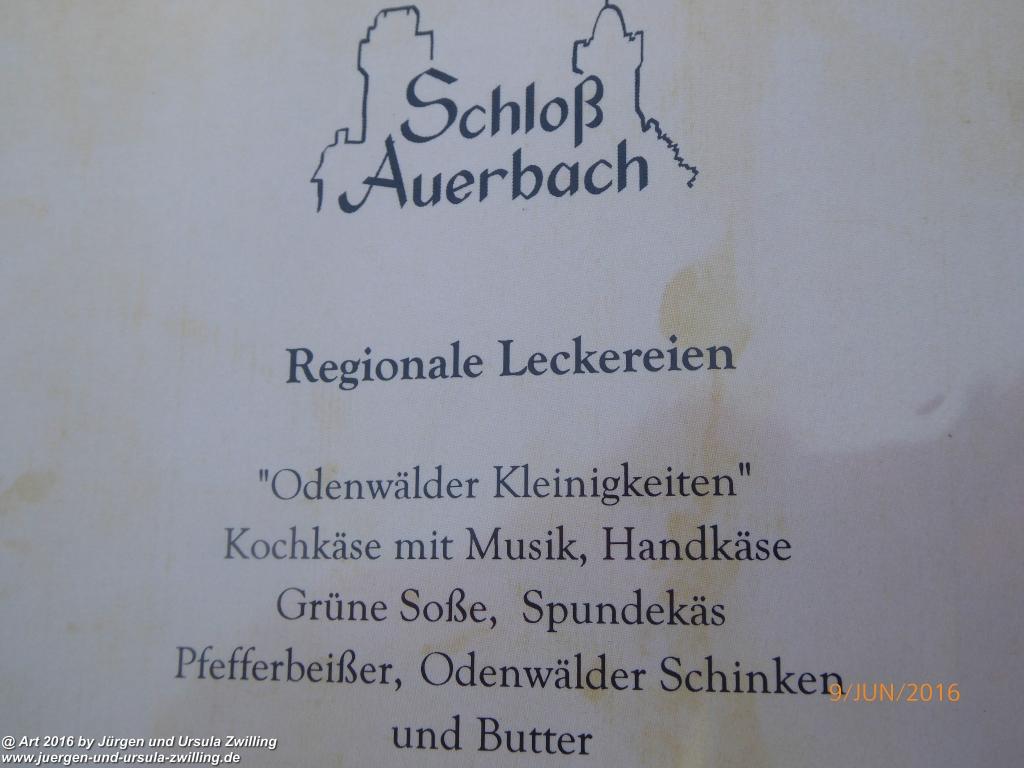 Schloß
Auerbach
Regionale Leckereien
"Odenwälder Kleinigkeiten"
Kochkäse mit Musik, Handkäse
Grüne Soße, Spundekäs
Pfefferbeißer, Odenwälder Schinken
und Butter
9/JUN/2016
@ Art 2016 by Jürgen und Ursula Zwilling
www.juergen-und-ursula-zwilling.de